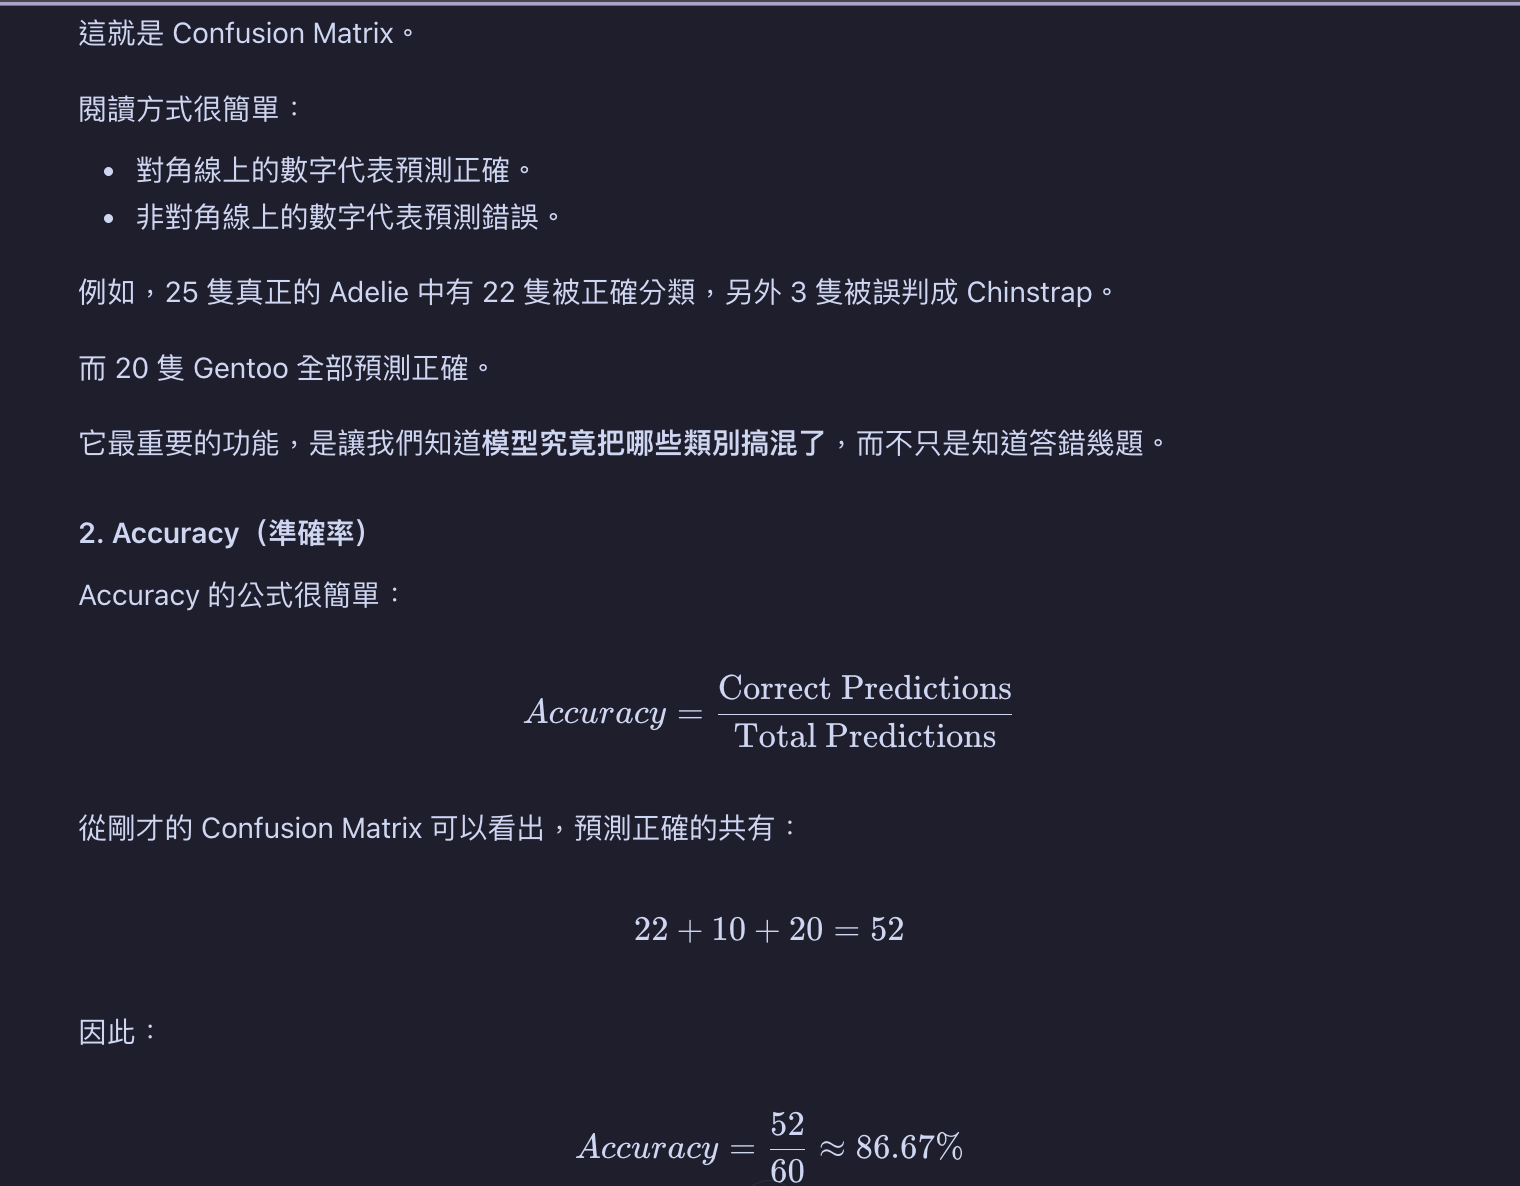 這就是 Confusion Matrix。
閱讀方式很簡單：
• 對角線上的數字代表預測正確。
• 非對角線上的數字代表預測錯誤。
例如，25 隻真正的 Adelie 中有 22 隻被正確分類，另外 3 隻被誤判成 Chinstrap。
而 20 隻 Gentoo 全部預測正確。
它最重要的功能，是讓我們知道模型究竟把哪些類別搞混了，而不只是知道答錯幾題。
2. Accuracy（準確率）
Accuracy 的公式很簡單：
Accuracy = Correct Predictions / Total Predictions
從剛才的 Confusion Matrix 可以看出，預測正確的共有：
22 + 10 + 20 = 52
因此：
Accuracy = 52 / 60 ≈ 86.67%